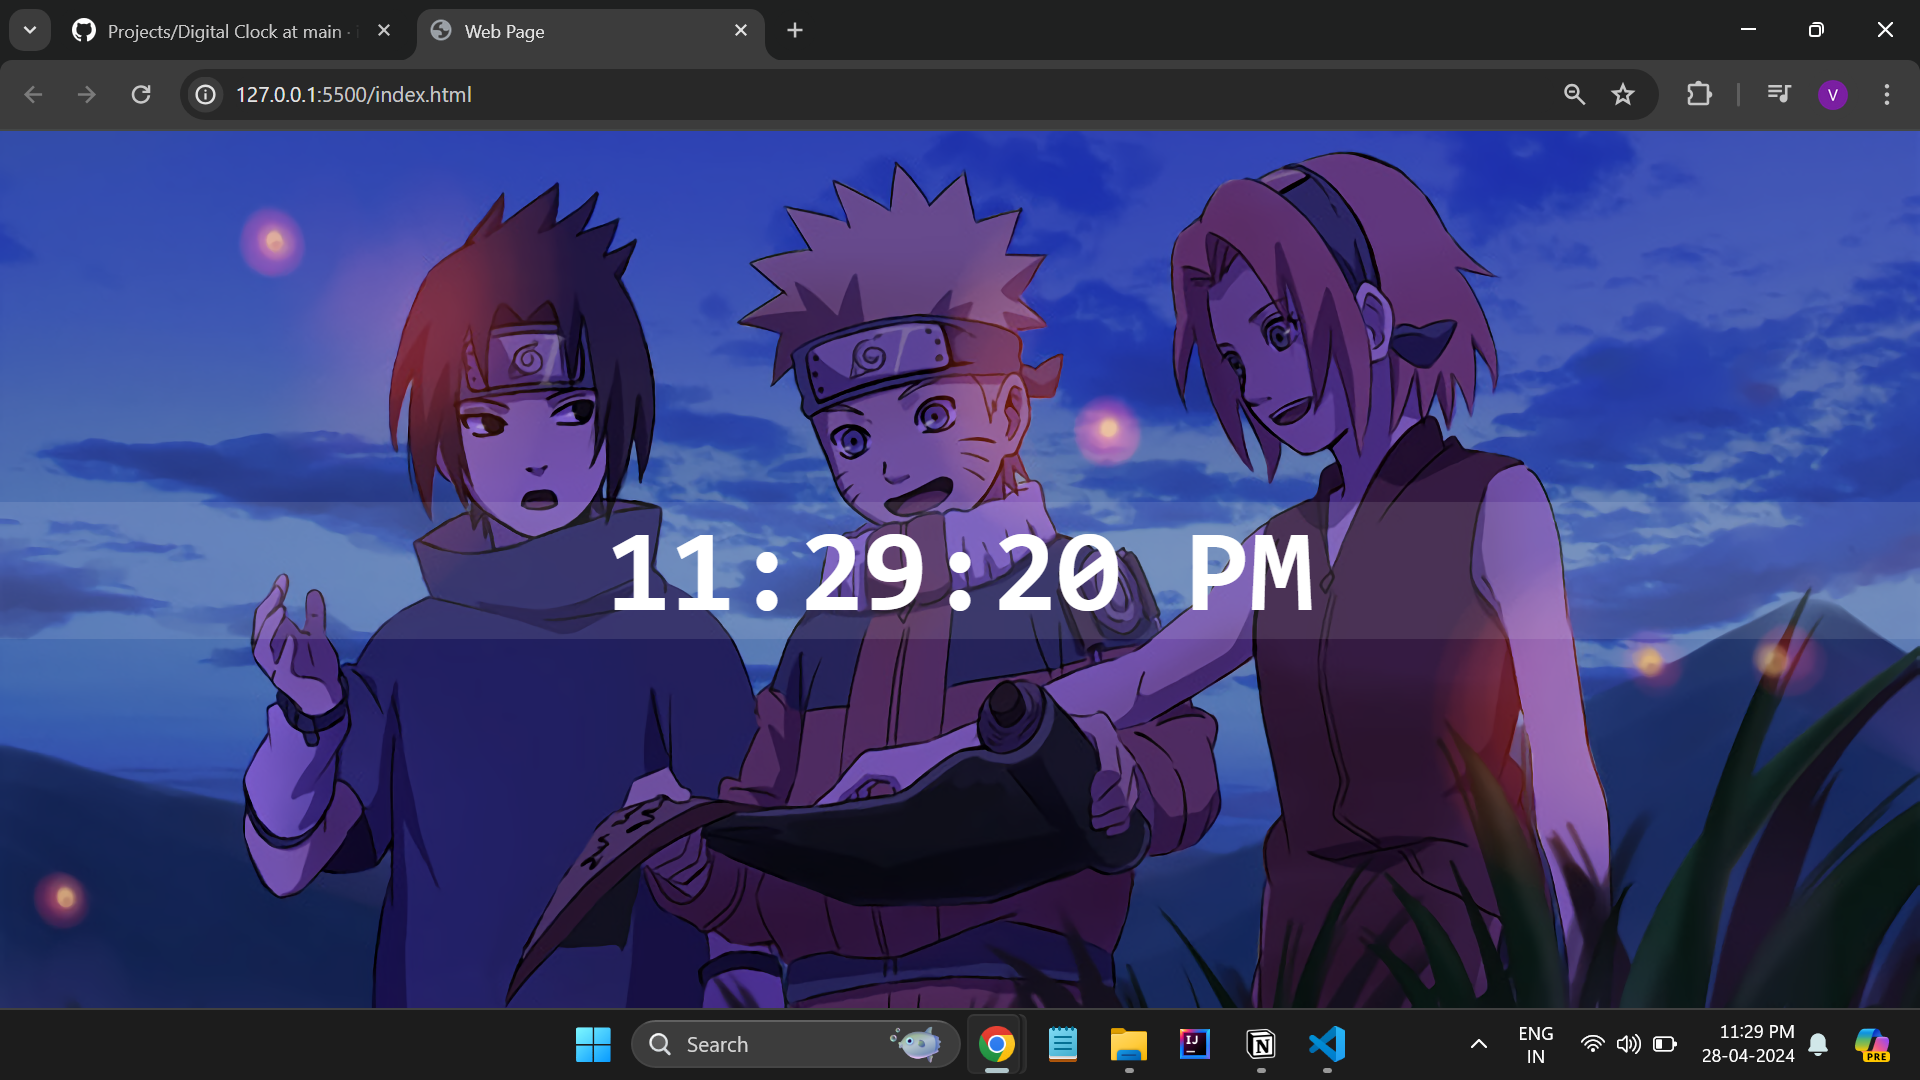 Projects/Digital Clock at main ·
Web Page
127.0.0.1:5500/index.html
V
11:29:20 PM
Search
IJ
N
ENG
IN
11:29 PM
28-04-2024
PRE